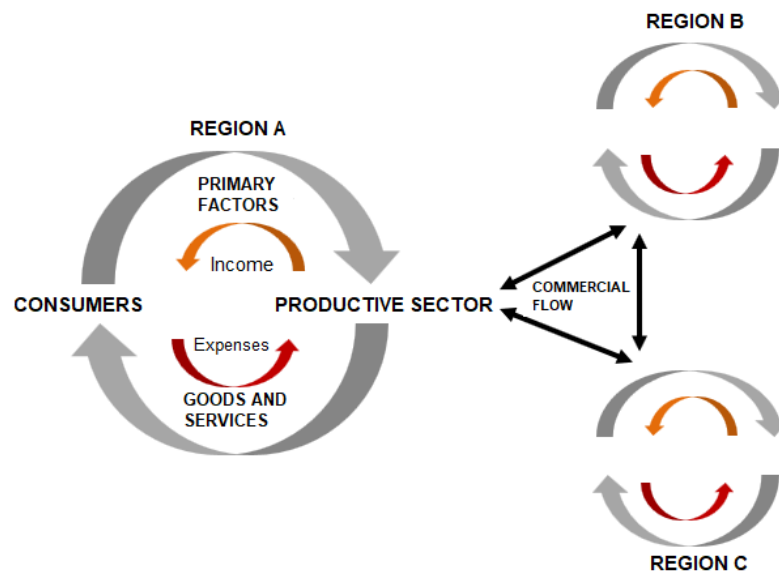 REGION B
REGION A
PRIMARY
FACTORS
Income
CONSUMERS
PRODUCTIVE SECTOR
COMMERCIAL
FLOW
Expenses
GOODS AND
SERVICES
REGION C